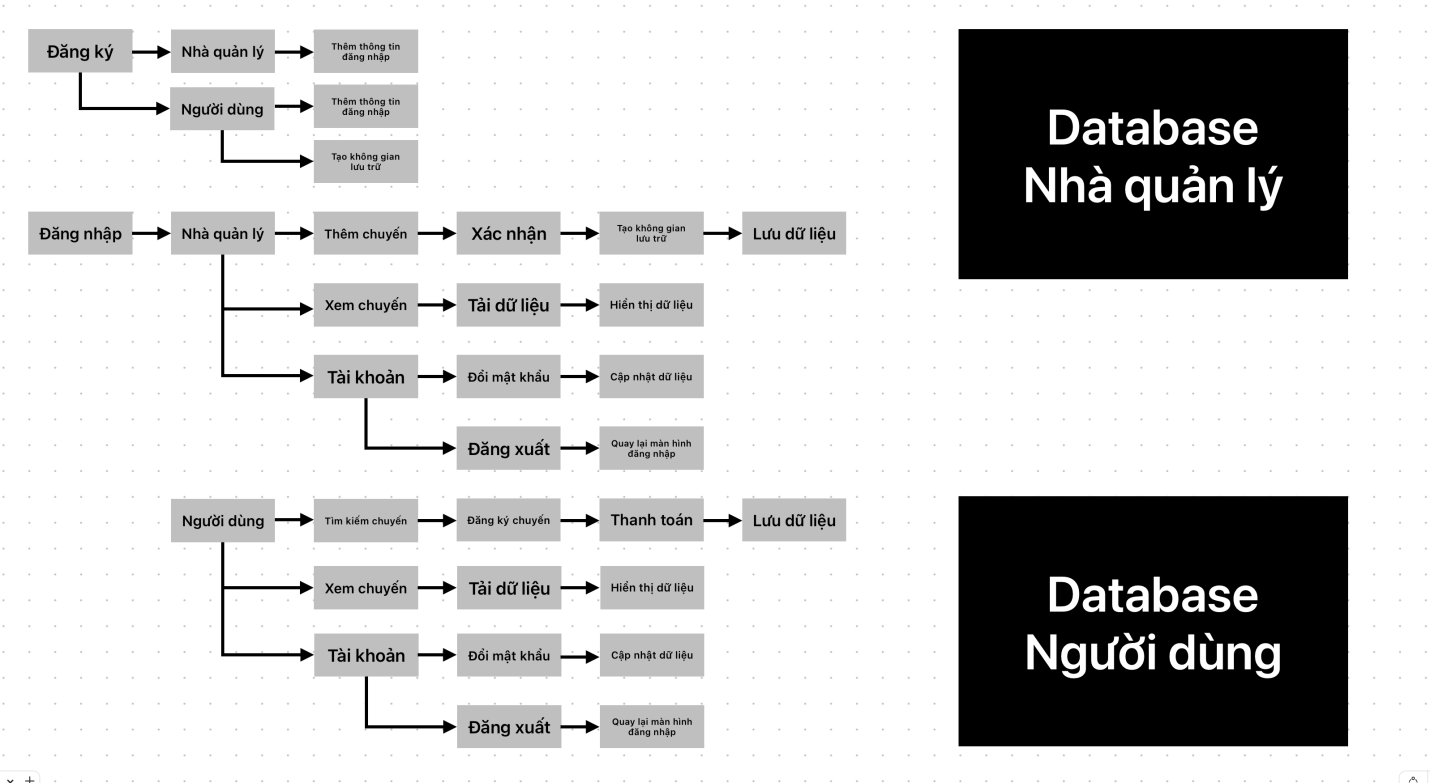 Đăng ký
Nhà quản lý
Thêm thông tin
đăng nhập
Người dùng
Thêm thông tin
đăng nhập
Tạo không gian
lưu trữ
Đăng nhập
Nhà quản lý
Thêm chuyến
Xác nhận
Tạo không gian
lưu trữ
Lưu dữ liệu
Xem chuyến
Tải dữ liệu
Hiển thị dữ liệu
Tài khoản
Đổi mật khẩu
Cập nhật dữ liệu
Đăng xuất
Quay lại màn hình
đăng nhập
Người dùng
Tìm kiếm chuyến
Đăng ký chuyến
Thanh toán
Lưu dữ liệu
Xem chuyến
Tải dữ liệu
Hiển thị dữ liệu
Tài khoản
Đổi mật khẩu
Cập nhật dữ liệu
Đăng xuất
Quay lại màn hình
đăng nhập
Database
Nhà quản lý
Database
Người dùng